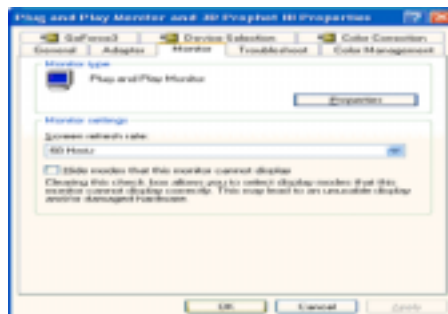 Plug and Play Monitor and 3D Prophet III Properties
GeForce3 Device Selection Color Correction
General Adapter Monitor Troubleshoot Color Management
Monitor type
Plug and Play Monitor
Properties
Monitor settings
Screen refresh rate:
60 Hertz
Hide modes that this monitor cannot display
Clearing this check box allows you to select display modes that this
monitor cannot display correctly. This may lead to an unusable display
and/or damaged hardware.
OK Cancel Apply